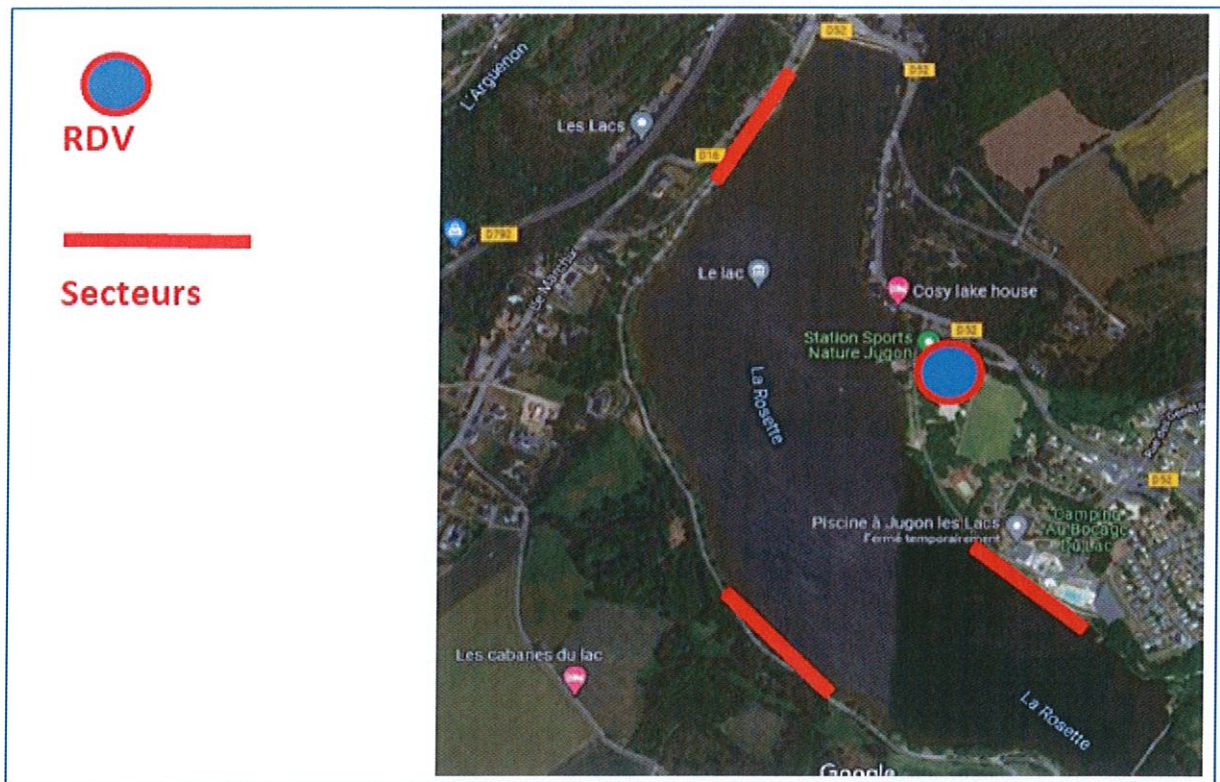 RDV
Secteurs
D52
D52
L'Arguenon
Les Lacs
D16
D792
Le lac
Cosy lake house
D52
Station Sports
Nature Jugon
La Rosette
D52
Piscine à Jugon les Lacs
Fermé temporairement
Camping
Au Bocage
Du Lac
Les cabanes du lac
La Rosette
Google